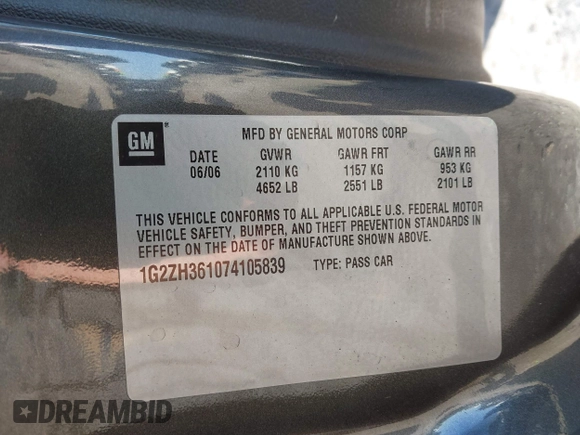 GM ®
MFD BY GENERAL MOTORS CORP
DATE GVWR GAWR FRT GAWR RR
06/06 2110 KG 1157 KG 953 KG
4652 LB 2551 LB 2101 LB
THIS VEHICLE CONFORMS TO ALL APPLICABLE U.S. FEDERAL MOTOR
VEHICLE SAFETY, BUMPER, AND THEFT PREVENTION STANDARDS IN
EFFECT ON THE DATE OF MANUFACTURE SHOWN ABOVE.
1G2ZH361074105839 TYPE: PASS CAR
DREAMBID